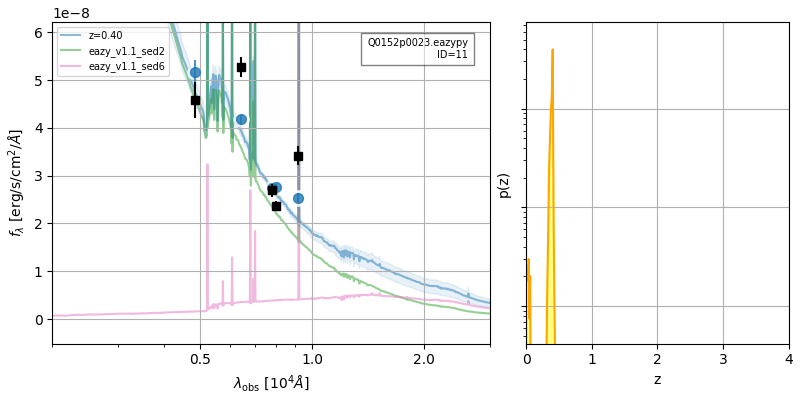 1e−8
z=0.40
eazy_v1.1_sed2
eazy_v1.1_sed6
Q0152p0023.eazypy
ID=11
6
5
4
3
2
1
0
f_λ [erg/s/cm²/Å]
0.5
1.0
2.0
λ_obs [10⁴Å]
p(z)
0
1
2
3
4
z